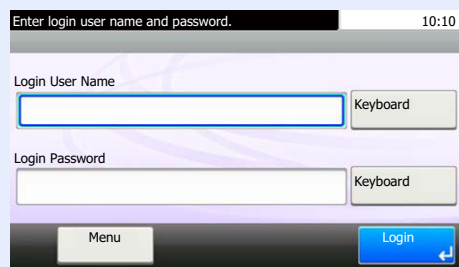 Enter login user name and password. 10:10
Login User Name
Keyboard
Login Password
Keyboard
Menu Login